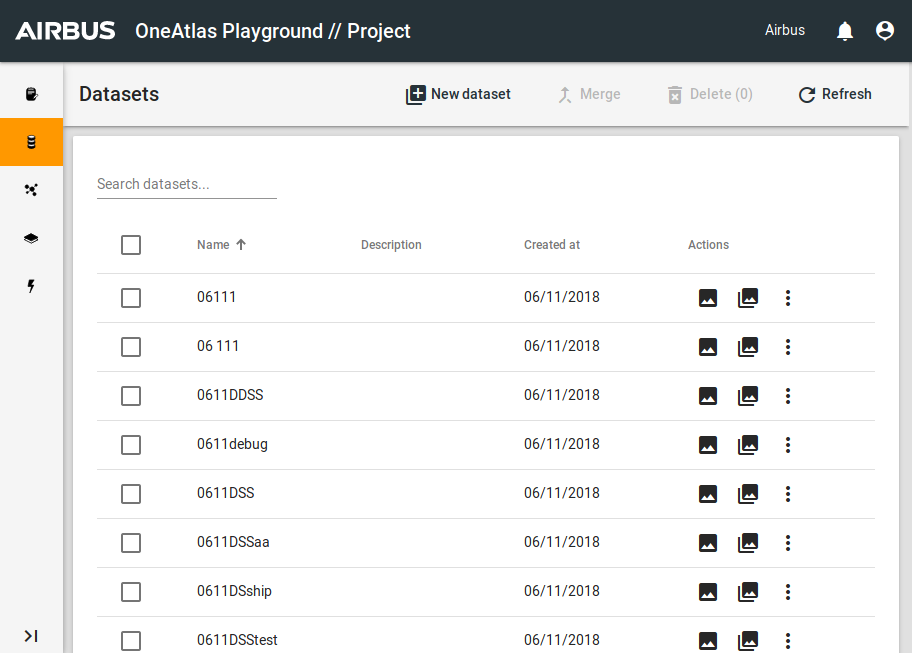 AIRBUS OneAtlas Playground // Project Airbus
Datasets New dataset Merge Delete (0) Refresh
Search datasets...
Name Description Created at Actions
06111 06/11/2018
06 111 06/11/2018
0611DDSS 06/11/2018
0611debug 06/11/2018
0611DSS 06/11/2018
0611DSSaa 06/11/2018
0611DSship 06/11/2018
0611DSStest 06/11/2018